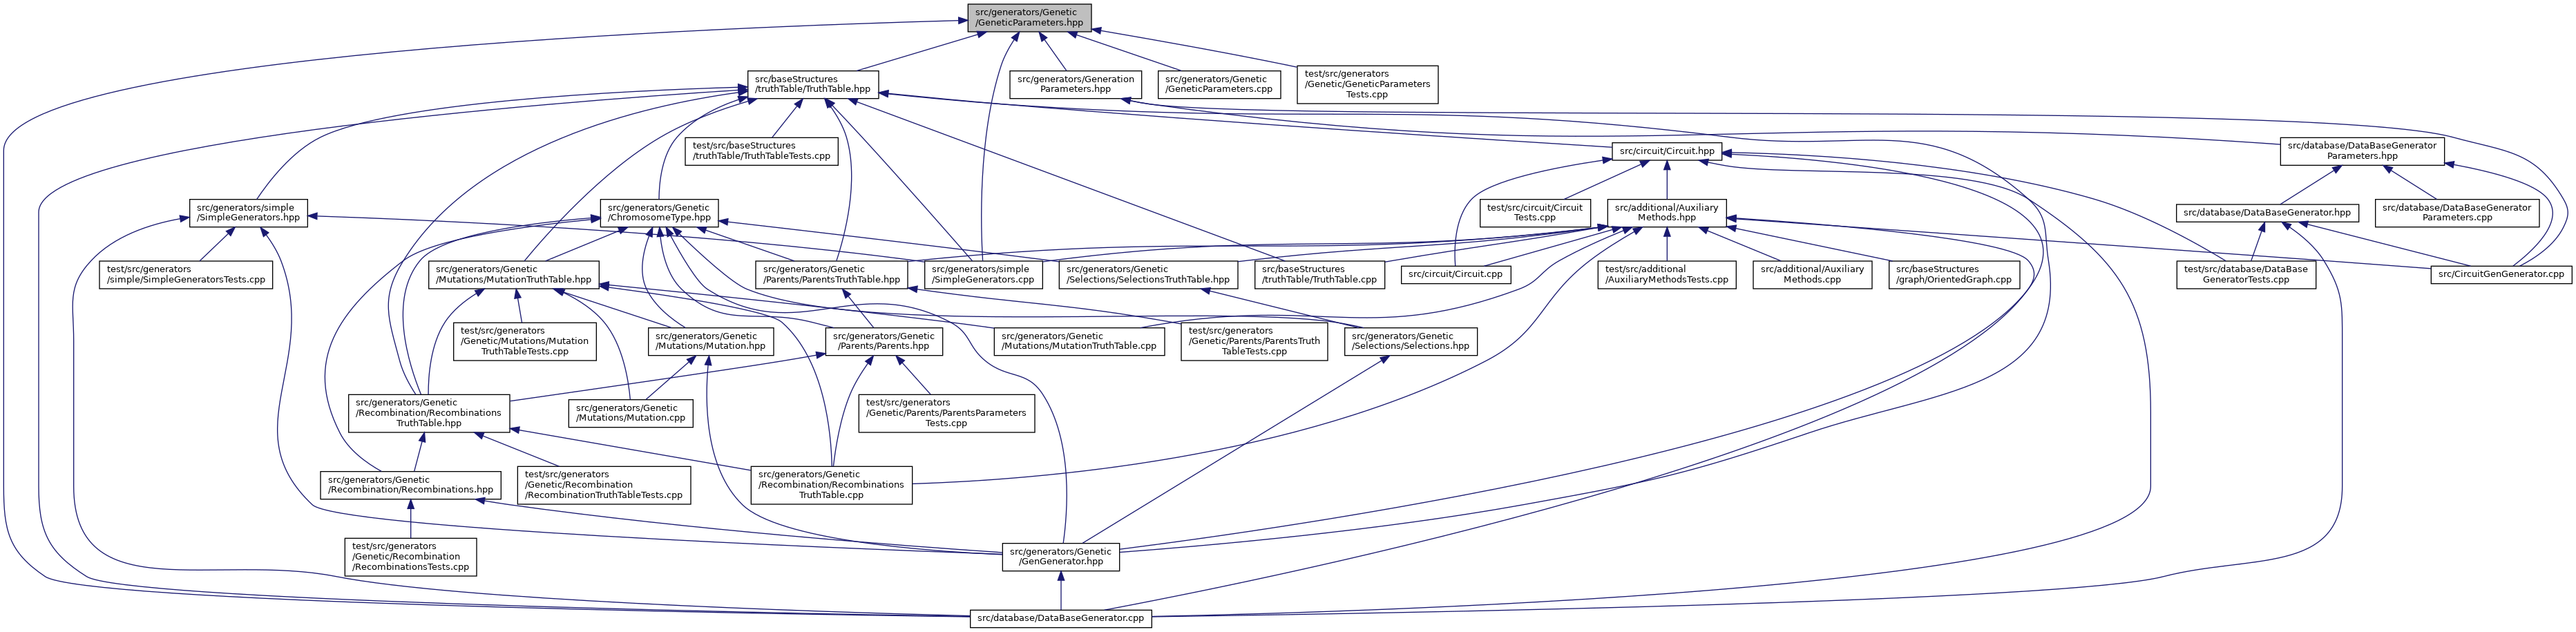 src/generators/Genetic
/GeneticParameters.hpp
src/baseStructures
/truthTable/TruthTable.hpp
src/generators/Generation
Parameters.hpp
src/generators/Genetic
/GeneticParameters.cpp
test/src/generators
/Genetic/GeneticParameters
Tests.cpp
test/src/baseStructures
/truthTable/TruthTableTests.cpp
src/circuit/Circuit.hpp
src/database/DataBaseGenerator
Parameters.hpp
src/generators/simple
/SimpleGenerators.hpp
src/generators/Genetic
/ChromosomeType.hpp
test/src/circuit/Circuit
Tests.cpp
src/additional/Auxiliary
Methods.hpp
src/database/DataBaseGenerator.hpp
src/database/DataBaseGenerator
Parameters.cpp
test/src/generators
/simple/SimpleGeneratorsTests.cpp
src/generators/Genetic
/Mutations/MutationTruthTable.hpp
src/generators/Genetic
/Parents/ParentsTruthTable.hpp
src/generators/simple
/SimpleGenerators.cpp
src/generators/Genetic
/Selections/SelectionsTruthTable.hpp
src/baseStructures
/truthTable/TruthTable.cpp
src/circuit/Circuit.cpp
test/src/additional
/AuxiliaryMethodsTests.cpp
src/additional/Auxiliary
Methods.cpp
src/baseStructures
/graph/OrientedGraph.cpp
test/src/database/DataBase
GeneratorTests.cpp
src/CircuitGenGenerator.cpp
test/src/generators
/Genetic/Mutations/Mutation
TruthTableTests.cpp
src/generators/Genetic
/Mutations/Mutation.hpp
src/generators/Genetic
/Parents/Parents.hpp
src/generators/Genetic
/Mutations/MutationTruthTable.cpp
test/src/generators
/Genetic/Parents/ParentsTruth
TableTests.cpp
src/generators/Genetic
/Selections/Selections.hpp
src/generators/Genetic
/Recombination/Recombinations
TruthTable.hpp
src/generators/Genetic
/Mutations/Mutation.cpp
test/src/generators
/Genetic/Parents/ParentsParameters
Tests.cpp
src/generators/Genetic
/Recombination/Recombinations.hpp
test/src/generators
/Genetic/Recombination
/RecombinationTruthTableTests.cpp
src/generators/Genetic
/Recombination/Recombinations
TruthTable.cpp
test/src/generators
/Genetic/Recombination
/RecombinationsTests.cpp
src/generators/Genetic
/GenGenerator.hpp
src/database/DataBaseGenerator.cpp